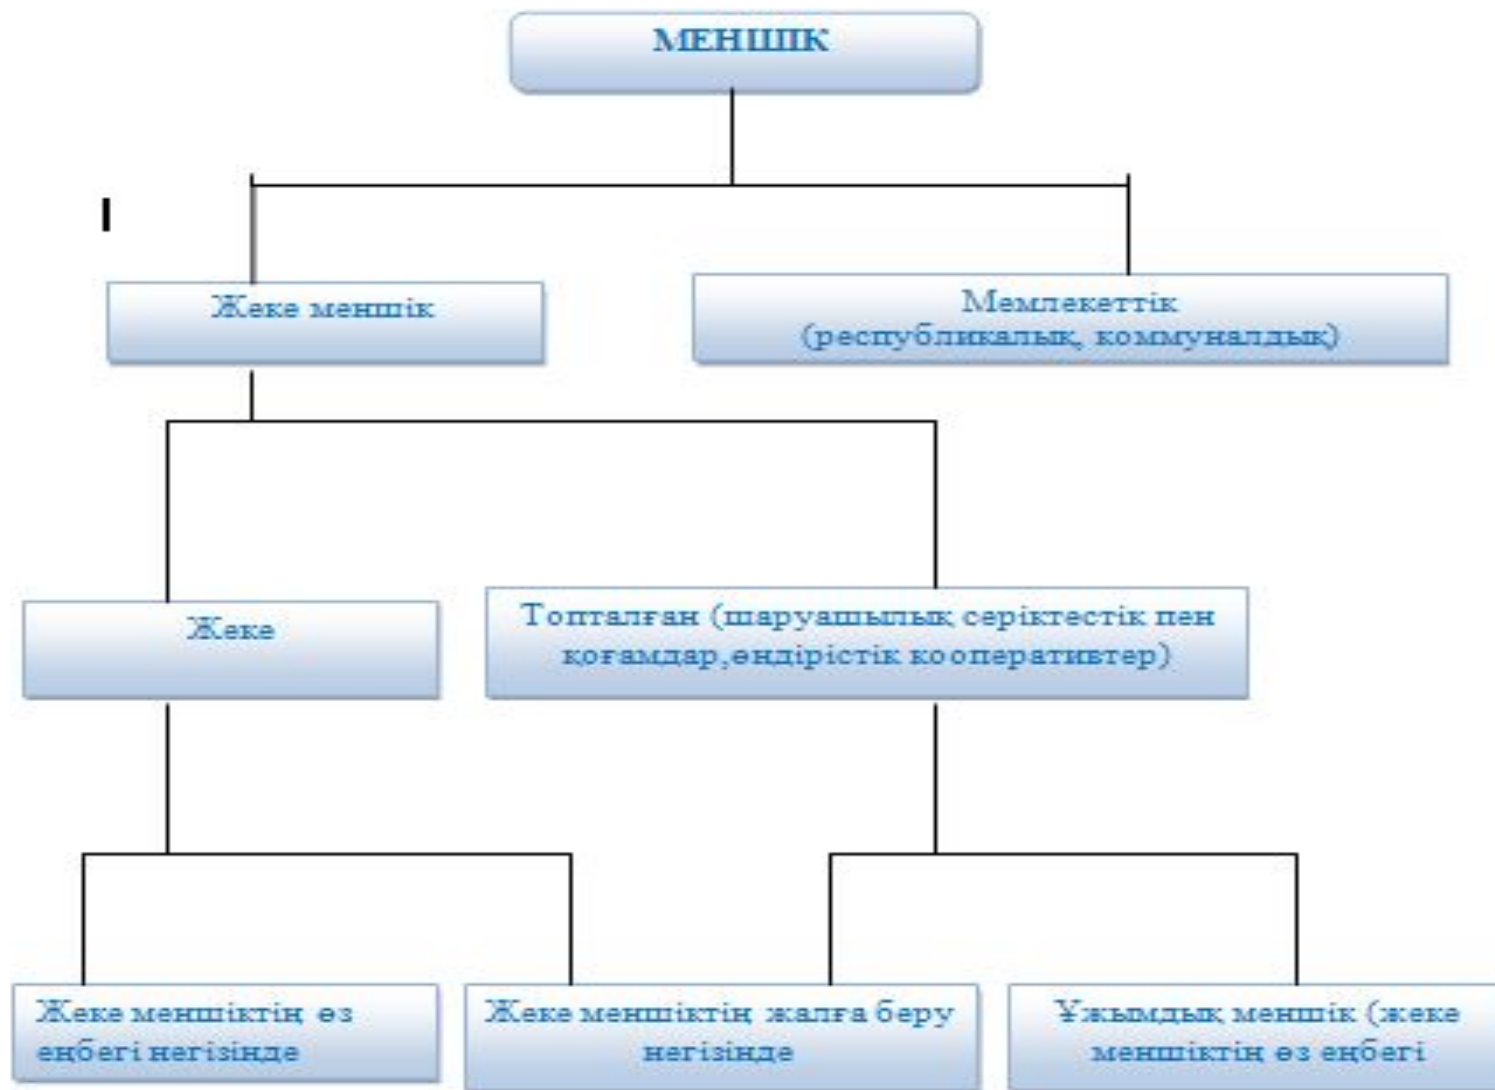 МЕНШІК
Жеке меншік
Мемлекеттік
(республикалық, коммуналдық)
Жеке
Топталған (шаруашылық серіктестік пен
қоғамдар,өндірістік кооперативтер)
Жеке меншіктің өз
еңбегі негізінде
Жеке меншіктің жалға беру
негізінде
Ұжымдық меншік (жеке
меншіктің өз еңбегі